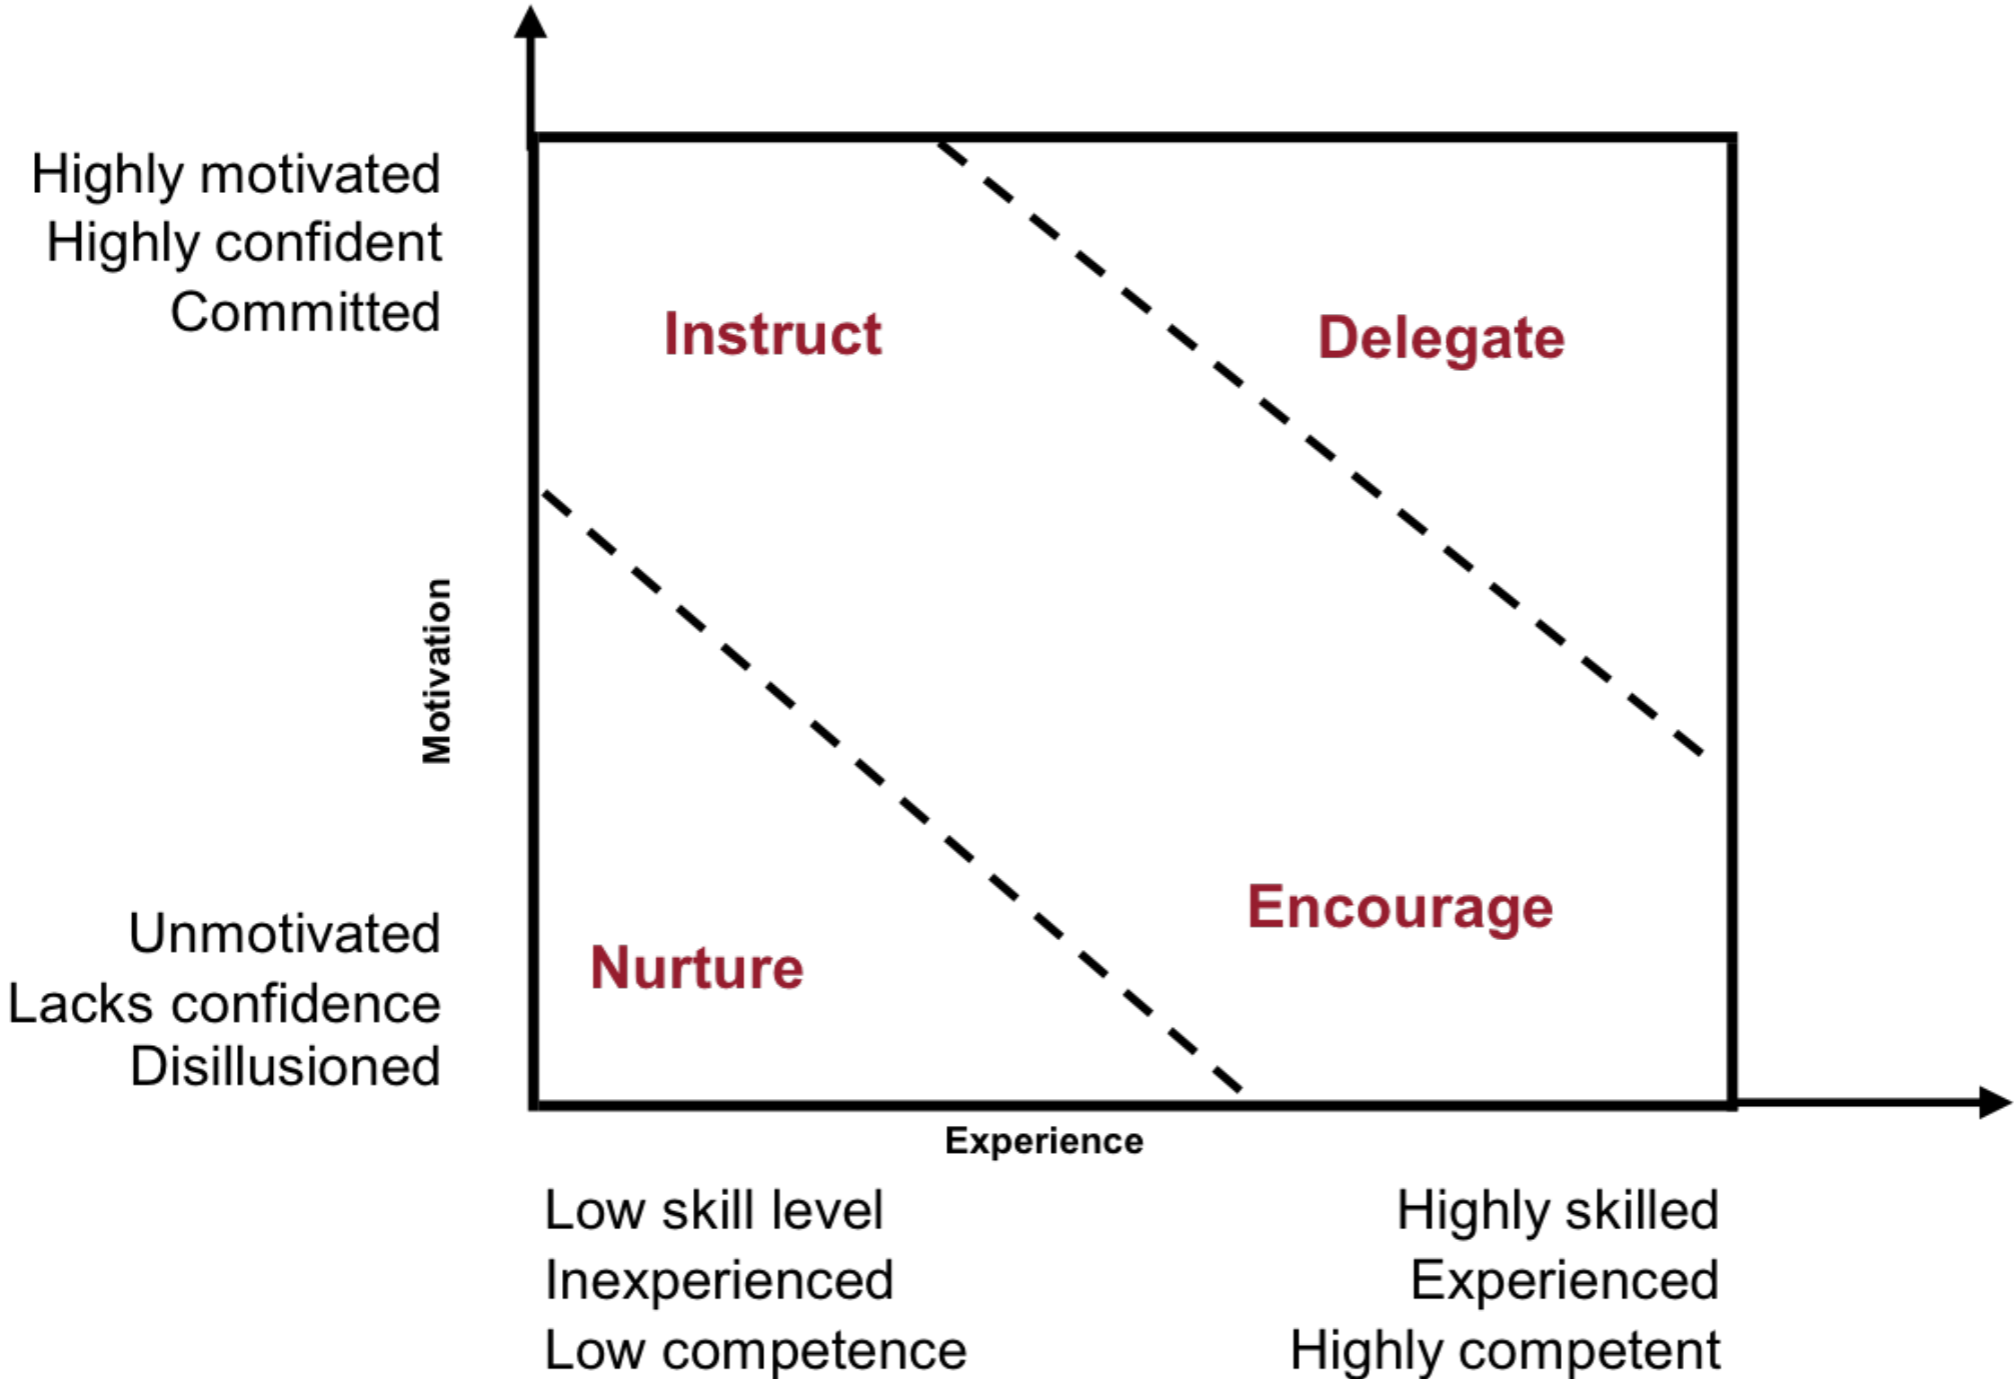 Highly motivated
Highly confident
Committed
Instruct
Delegate
Motivation
Unmotivated
Lacks confidence
Disillusioned
Nurture
Encourage
Experience
Low skill level
Inexperienced
Low competence
Highly skilled
Experienced
Highly competent